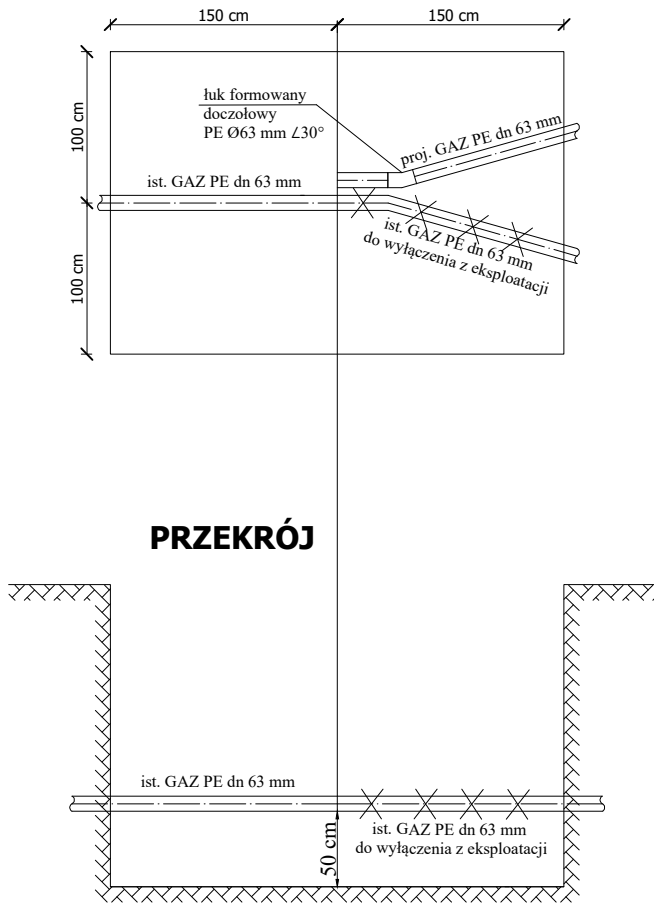 150 cm
150 cm
100 cm
łuk formowany
doczołowy
PE Ø63 mm ∠30°
proj. GAZ PE dn 63 mm
ist. GAZ PE dn 63 mm
ist. GAZ PE dn 63 mm
do wyłączenia z eksploatacji
100 cm
PRZEKRÓJ
ist. GAZ PE dn 63 mm
ist. GAZ PE dn 63 mm
do wyłączenia z eksploatacji
50 cm